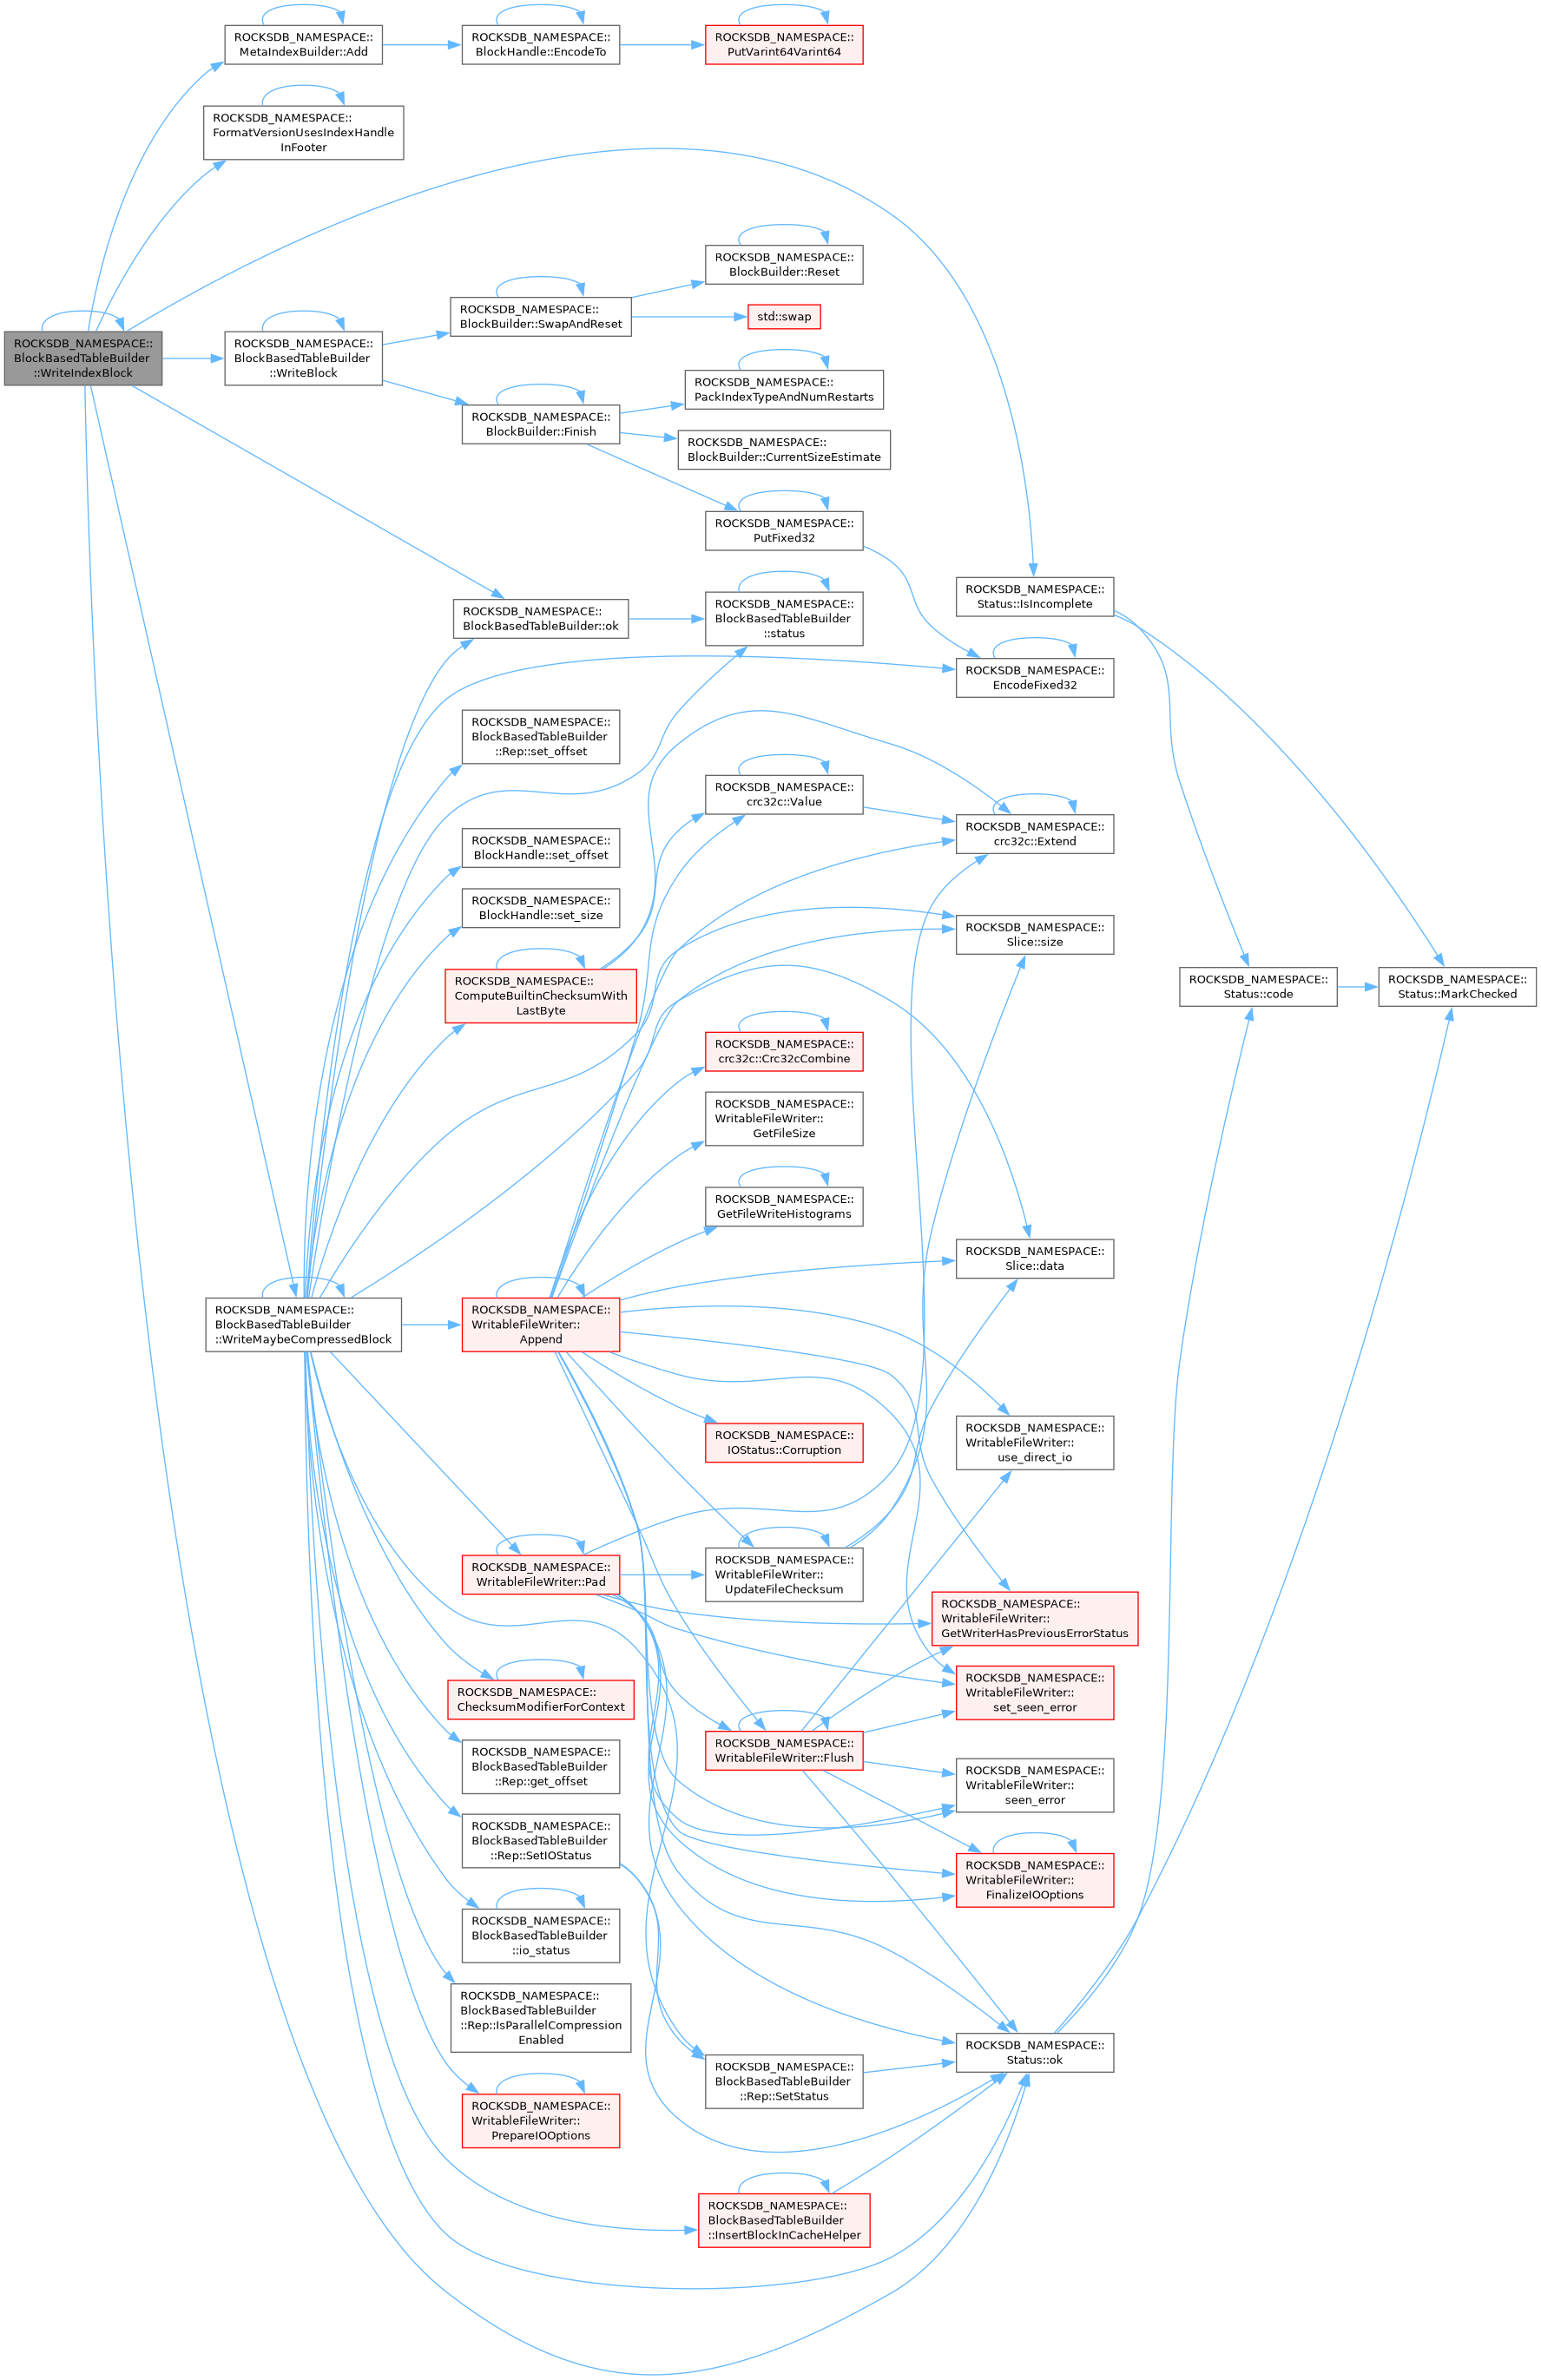 ROCKSDB_NAMESPACE::
MetaIndexBuilder::Add
ROCKSDB_NAMESPACE::
BlockHandle::EncodeTo
ROCKSDB_NAMESPACE::
PutVarint64Varint64
ROCKSDB_NAMESPACE::
FormatVersionUsesIndexHandle
InFooter
ROCKSDB_NAMESPACE::
BlockBuilder::Reset
ROCKSDB_NAMESPACE::
BlockBuilder::SwapAndReset
std::swap
ROCKSDB_NAMESPACE::
BlockBasedTableBuilder
::WriteIndexBlock
ROCKSDB_NAMESPACE::
BlockBasedTableBuilder
::WriteBlock
ROCKSDB_NAMESPACE::
PackIndexTypeAndNumRestarts
ROCKSDB_NAMESPACE::
BlockBuilder::Finish
ROCKSDB_NAMESPACE::
BlockBuilder::CurrentSizeEstimate
ROCKSDB_NAMESPACE::
PutFixed32
ROCKSDB_NAMESPACE::
Status::IsIncomplete
ROCKSDB_NAMESPACE::
BlockBasedTableBuilder::ok
ROCKSDB_NAMESPACE::
BlockBasedTableBuilder
::status
ROCKSDB_NAMESPACE::
EncodeFixed32
ROCKSDB_NAMESPACE::
BlockBasedTableBuilder
::Rep::set_offset
ROCKSDB_NAMESPACE::
crc32c::Value
ROCKSDB_NAMESPACE::
crc32c::Extend
ROCKSDB_NAMESPACE::
BlockHandle::set_offset
ROCKSDB_NAMESPACE::
BlockHandle::set_size
ROCKSDB_NAMESPACE::
Slice::size
ROCKSDB_NAMESPACE::
ComputeBuiltinChecksumWith
LastByte
ROCKSDB_NAMESPACE::
Status::code
ROCKSDB_NAMESPACE::
Status::MarkChecked
ROCKSDB_NAMESPACE::
crc32c::Crc32cCombine
ROCKSDB_NAMESPACE::
WritableFileWriter::
GetFileSize
ROCKSDB_NAMESPACE::
GetFileWriteHistograms
ROCKSDB_NAMESPACE::
Slice::data
ROCKSDB_NAMESPACE::
BlockBasedTableBuilder
::WriteMaybeCompressedBlock
ROCKSDB_NAMESPACE::
WritableFileWriter::
Append
ROCKSDB_NAMESPACE::
IOStatus::Corruption
ROCKSDB_NAMESPACE::
WritableFileWriter::
use_direct_io
ROCKSDB_NAMESPACE::
WritableFileWriter::Pad
ROCKSDB_NAMESPACE::
WritableFileWriter::
UpdateFileChecksum
ROCKSDB_NAMESPACE::
WritableFileWriter::
GetWriterHasPreviousErrorStatus
ROCKSDB_NAMESPACE::
ChecksumModifierForContext
ROCKSDB_NAMESPACE::
WritableFileWriter::
set_seen_error
ROCKSDB_NAMESPACE::
WritableFileWriter::Flush
ROCKSDB_NAMESPACE::
BlockBasedTableBuilder
::Rep::get_offset
ROCKSDB_NAMESPACE::
WritableFileWriter::
seen_error
ROCKSDB_NAMESPACE::
BlockBasedTableBuilder
::Rep::SetIOStatus
ROCKSDB_NAMESPACE::
WritableFileWriter::
FinalizeIOOptions
ROCKSDB_NAMESPACE::
BlockBasedTableBuilder
::io_status
ROCKSDB_NAMESPACE::
BlockBasedTableBuilder
::Rep::IsParallelCompression
Enabled
ROCKSDB_NAMESPACE::
Status::ok
ROCKSDB_NAMESPACE::
BlockBasedTableBuilder
::Rep::SetStatus
ROCKSDB_NAMESPACE::
WritableFileWriter::
PrepareIOOptions
ROCKSDB_NAMESPACE::
BlockBasedTableBuilder
::InsertBlockInCacheHelper